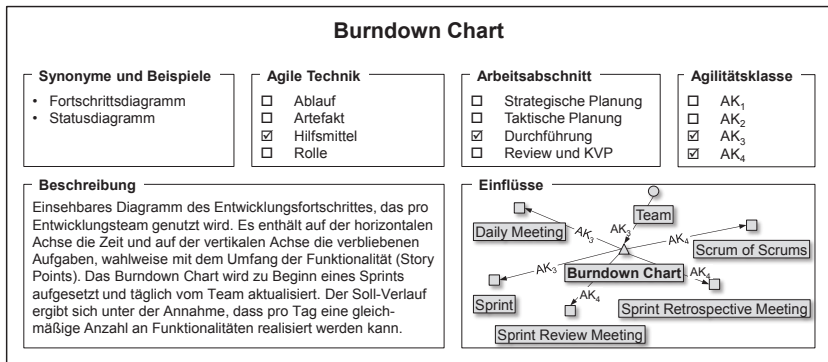 Burndown Chart
Synonyme und Beispiele
• Fortschrittsdiagramm
• Statusdiagramm
Agile Technik
☐ Ablauf
☐ Artefakt
☑ Hilfsmittel
☐ Rolle
Arbeitsabschnitt
☐ Strategische Planung
☐ Taktische Planung
☑ Durchführung
☐ Review und KVP
Agilitätsklasse
☐ AK₁
☐ AK₂
☑ AK₃
☑ AK₄
Beschreibung
Einsehbares Diagramm des Entwicklungsfortschrittes, das pro
Entwicklungsteam genutzt wird. Es enthält auf der horizontalen
Achse die Zeit und auf der vertikalen Achse die verbliebenen
Aufgaben, wahlweise mit dem Umfang der Funktionalität (Story
Points). Das Burndown Chart wird zu Beginn eines Sprints
aufgesetzt und täglich vom Team aktualisiert. Der Soll-Verlauf
ergibt sich unter der Annahme, dass pro Tag eine gleich-
mäßige Anzahl an Funktionalitäten realisiert werden kann.
Einflüsse
Team
Daily Meeting
AK₃
AK₃
AK₄
Scrum of Scrums
AK₃
Burndown Chart
AK₄
Sprint
AK₄
Sprint Retrospective Meeting
Sprint Review Meeting